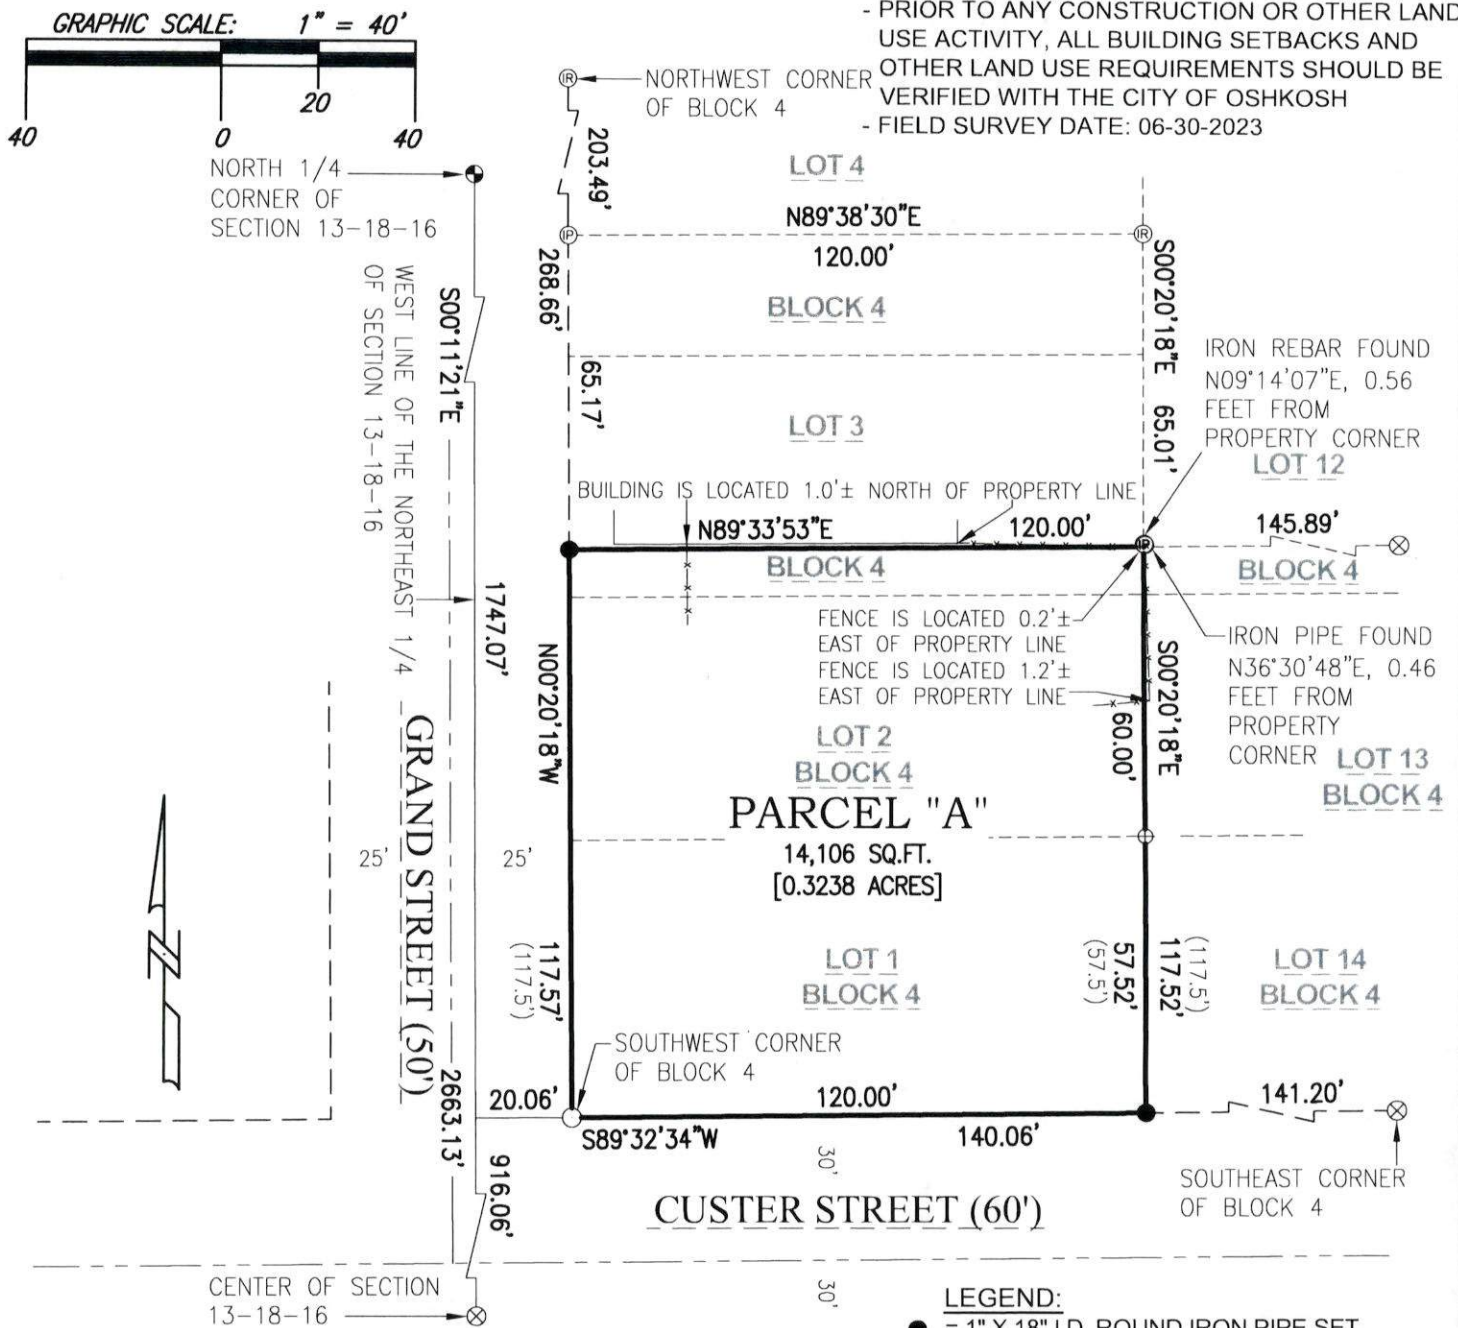 GRAPHIC SCALE: 1" = 40'
40 0 20 40
- PRIOR TO ANY CONSTRUCTION OR OTHER LAND
USE ACTIVITY, ALL BUILDING SETBACKS AND
OTHER LAND USE REQUIREMENTS SHOULD BE
VERIFIED WITH THE CITY OF OSHKOSH
- FIELD SURVEY DATE: 06-30-2023
IR
NORTHWEST CORNER
OF BLOCK 4
203.49'
NORTH 1/4
CORNER OF
SECTION 13-18-16
LOT 4
N89°38'30"E
120.00'
IP
IR
BLOCK 4
268.66'
65.17'
S00°20'18"E 65.01'
S00°11'21"E
WEST LINE OF THE NORTHEAST 1/4
OF SECTION 13-18-16
LOT 3
IRON REBAR FOUND
N09°14'07"E, 0.56
FEET FROM
PROPERTY CORNER
LOT 12
BUILDING IS LOCATED 1.0'± NORTH OF PROPERTY LINE
N89°33'53"E 120.00'
145.89'
BLOCK 4
BLOCK 4
FENCE IS LOCATED 0.2'±
EAST OF PROPERTY LINE
FENCE IS LOCATED 1.2'±
EAST OF PROPERTY LINE
IRON PIPE FOUND
N36°30'48"E, 0.46
FEET FROM
PROPERTY
CORNER
1747.07'
N00°20'18"W
S00°20'18"E
60.00'
LOT 2
BLOCK 4
LOT 13
BLOCK 4
PARCEL "A"
14,106 SQ.FT.
[0.3238 ACRES]
GRAND STREET (50')
25'
25'
117.57'
(117.5')
57.52'
(57.5')
117.52'
(117.5')
LOT 1
BLOCK 4
LOT 14
BLOCK 4
SOUTHWEST CORNER
OF BLOCK 4
2663.13'
20.06'
120.00'
141.20'
S89°32'34"W 140.06'
916.06'
30'
SOUTHEAST CORNER
OF BLOCK 4
CUSTER STREET (60')
30'
CENTER OF SECTION
13-18-16
LEGEND:
● = 1" X 18" I.D. ROUND IRON PIPE SET